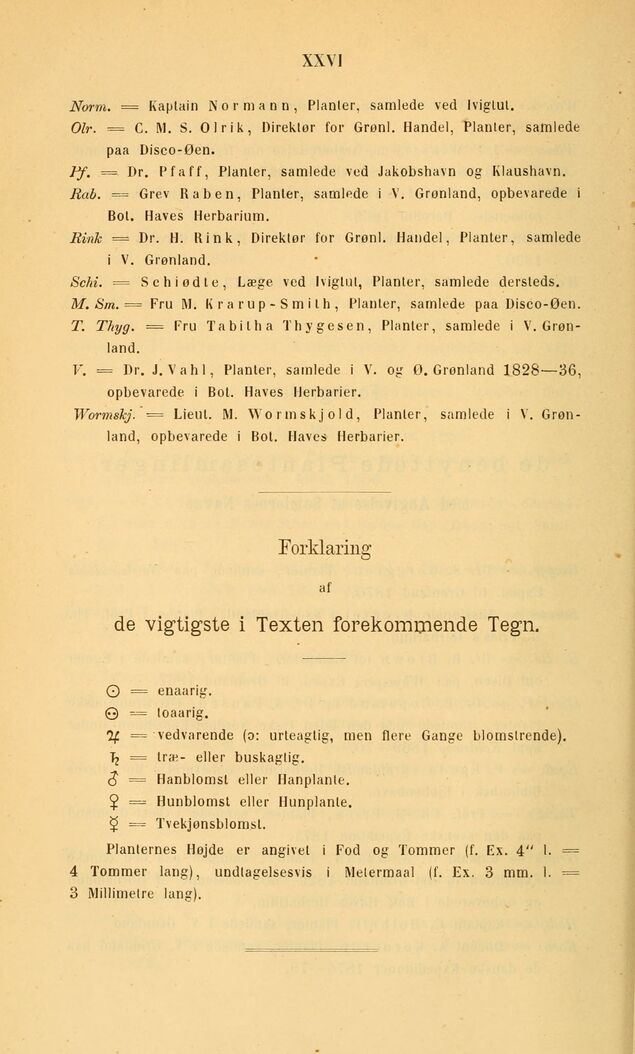 XXVI
Norm. = Kaptain Normann, Planter, samlede ved Ivigtut.
Olr. = C. M. S. Olrik, Direktør for Grønl. Handel, Planter, samlede
paa Disco-Øen.
Pf. = Dr. Pfaff, Planter, samlede ved Jakobshavn og Klaushavn.
Rab. = Grev Raben, Planter, samlede i V. Grønland, opbevarede i
Bot. Haves Herbarium.
Rink = Dr. H. Rink, Direktør for Grønl. Handel, Planter, samlede
i V. Grønland.
Schi. = Schiødte, Læge ved Ivigtut, Planter, samlede dersteds.
M. Sm. = Fru M. Krarup-Smith, Planter, samlede paa Disco-Øen.
T. Thyg. = Fru Tabitha Thygesen, Planter, samlede i V. Grøn-
land.
V. = Dr. J. Vahl, Planter, samlede i V. og Ø. Grønland 1828—36,
opbevarede i Bot. Haves Herbarier.
Wormskj. = Lieut. M. Wormskjold, Planter, samlede i V. Grøn-
land, opbevarede i Bot. Haves Herbarier.
Forklaring
af
de vigtigste i Texten forekommende Tegn.
☉ = enaarig.
⚇ = toaarig.
♃ = vedvarende (ɔ: urteagtig, men flere Gange blomstrende).
♄ = træ- eller buskagtig.
♂ = Hanblomst eller Hanplante.
♀ = Hunblomst eller Hunplante.
☿ = Tvekjønsblomst.
Planternes Højde er angivet i Fod og Tommer (f. Ex. 4" l. =
4 Tommer lang), undtagelsesvis i Metermaal (f. Ex. 3 mm. l. =
3 Millimetre lang).